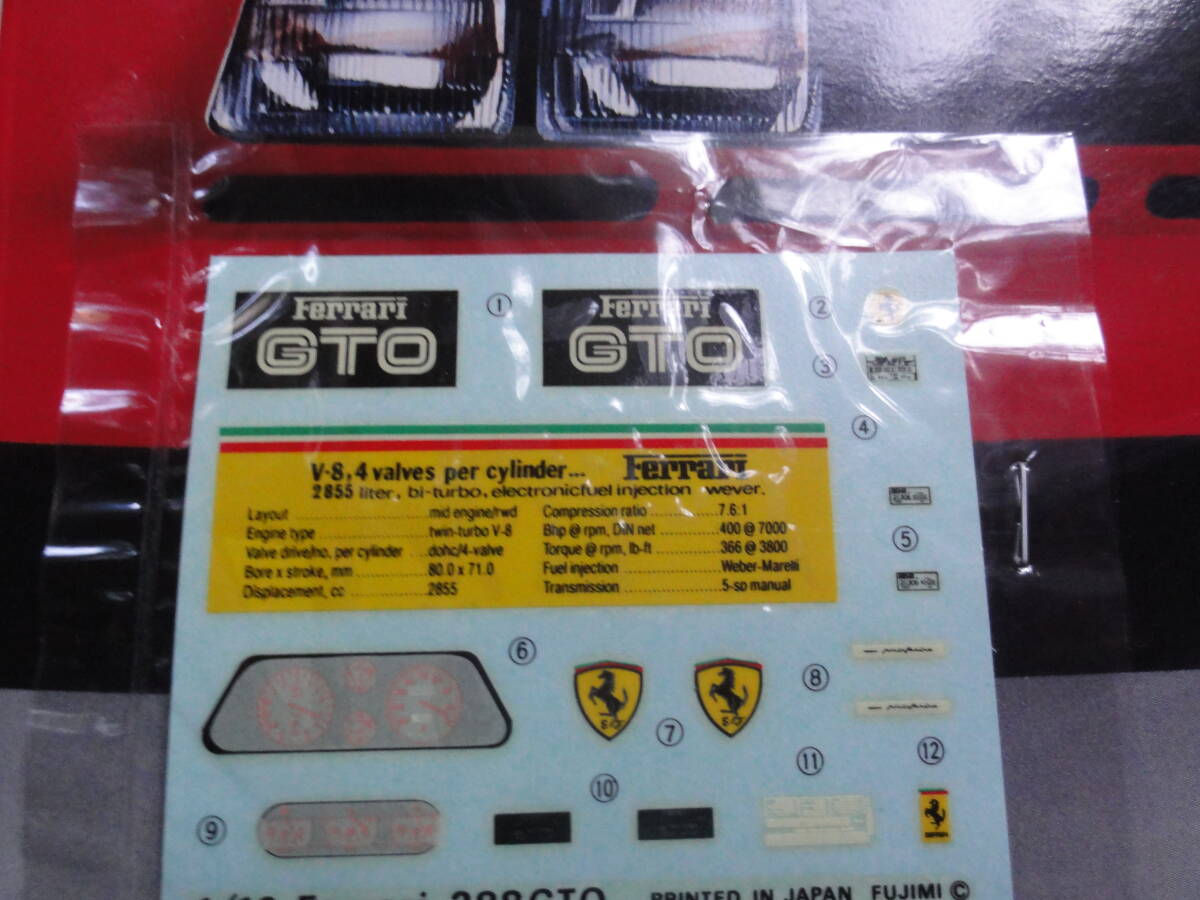 Ferrari
GTO
①
Ferrari
GTO
②
③
④
V-8, 4 valves per cylinder... Ferrari
2855 liter, bi-turbo, electronicfuel injection wever.
Layout ........ mid engine/rwd
Engine type ........ twin-turbo V-8
Valve drive/no. per cylinder .. dohc/4-valve
Bore x stroke, mm ........ 80.0 x 71.0
Displacement, cc ........ 2855
Compression ratio ........ 7.6:1
Bhp @ rpm, DIN net ........ 400 @ 7000
Torque @ rpm, lb-ft ........ 366 @ 3800
Fuel injection ........ Weber-Marelli
Transmission ........ 5-sp manual
⑤
⑥
S F
S F
⑦
⑧
pininfarina
pininfarina
⑨
⑩
⑪
⑫
Ferrari 288GTO PRINTED IN JAPAN FUJIMI ©